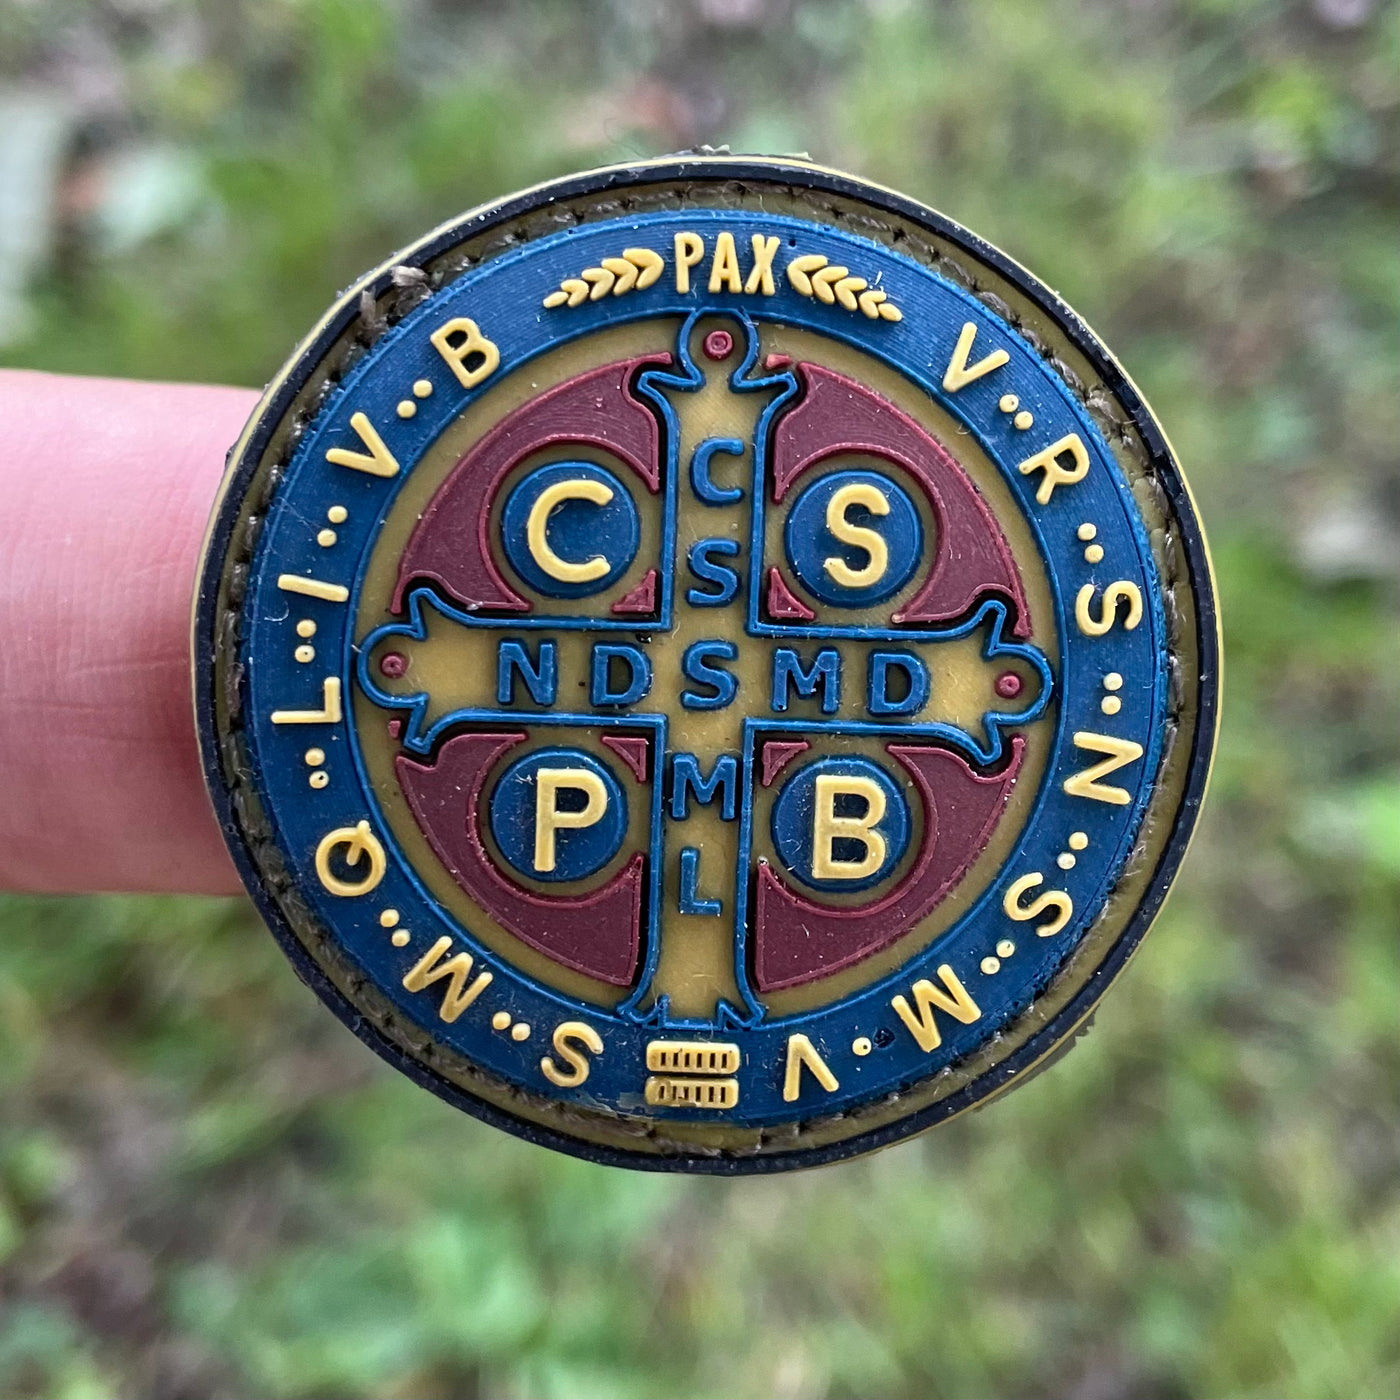 PAX
V·R·S·N·S·M·V
S·M·Q·L·I·V·B
C S
C
S
N D S M D
M
L
P B